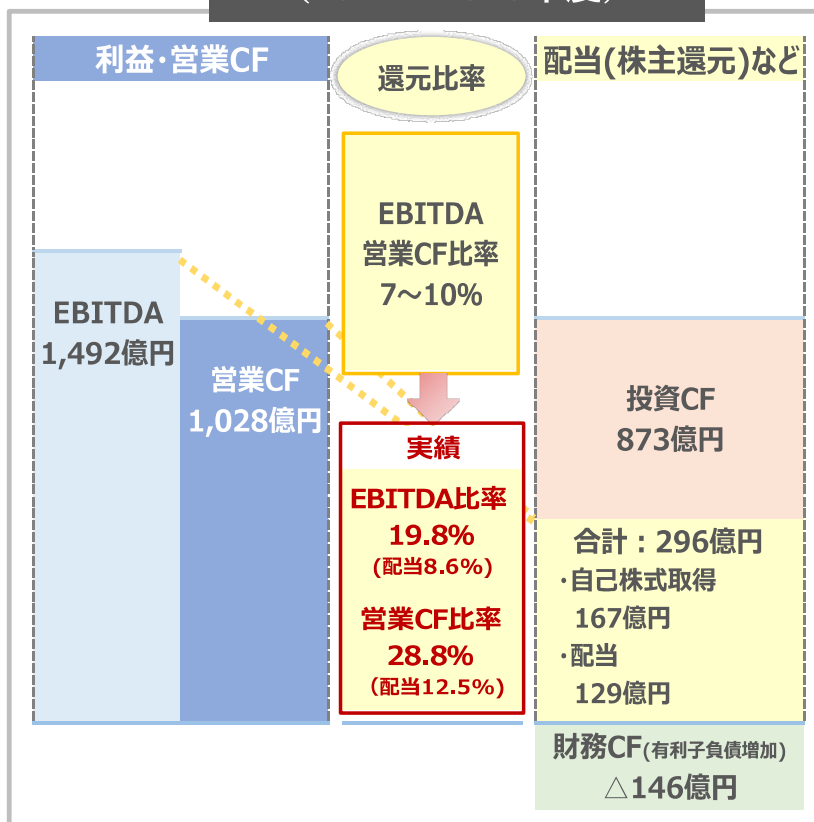 利益・営業CF
還元比率
配当(株主還元)など
EBITDA
営業CF比率
7～10%
EBITDA
1,492億円
営業CF
1,028億円
投資CF
873億円
実績
EBITDA比率
19.8%
(配当8.6%)
営業CF比率
28.8%
（配当12.5%）
合計：296億円
・自己株式取得
167億円
・配当
129億円
財務CF(有利子負債増加)
△146億円